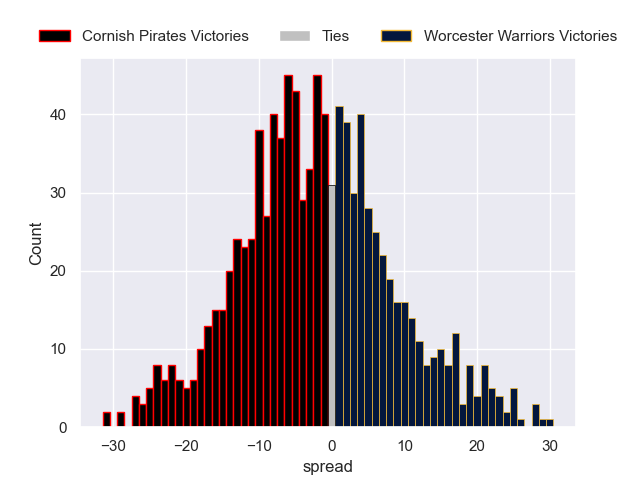 Cornish Pirates Victories Ties Worcester Warriors Victories
40
30
20
10
0
Count
−30 −20 −10 0 10 20 30
spread